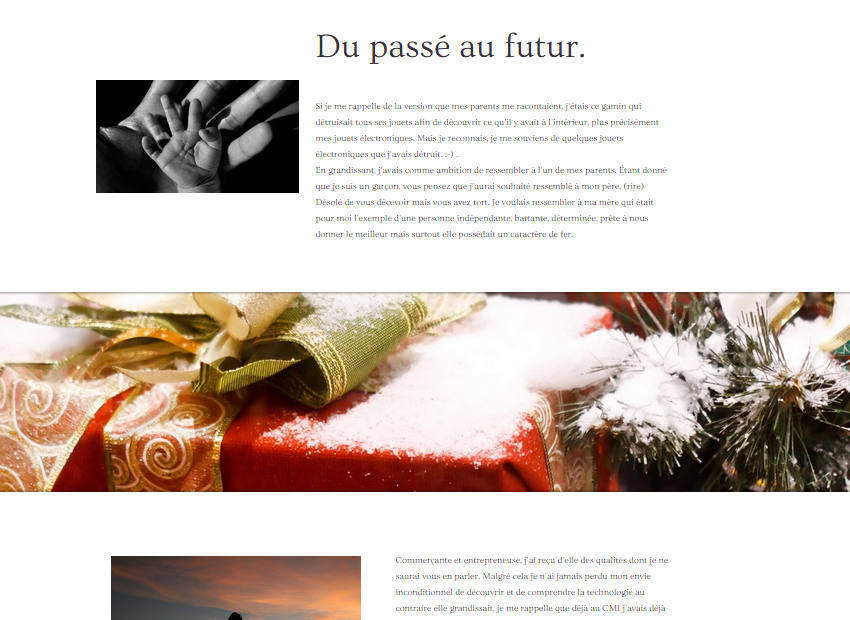 Du passé au futur.
Si je me rappelle de la version que mes parents me racontaient, j'étais ce gamin qui
détruisait tous ses jouets afin de découvrir ce qu'il y avait à l'intérieur, plus précisément
mes jouets électroniques. Mais je reconnais, je me souviens de quelques jouets
électroniques que j'avais détruit. :-) .
En grandissant, j'avais comme ambition de ressembler à l'un de mes parents. Étant donné
que je suis un garçon, vous pensez que j'aurai souhaité ressemblé à mon père, (rire)
Désolé de vous décevoir mais vous avez tort. Je voulais ressembler à ma mère qui était
pour moi l'exemple d'une personne indépendante, battante, déterminée, prête à nous
donner le meilleur mais surtout elle possédait un caractère de fer.
Commerçante et entrepreneuse, j'ai reçu d'elle des qualités dont je ne
saurai vous en parler. Malgré cela je n'ai jamais perdu mon envie
inconditionnel de découvrir et de comprendre la technologie au
contraire elle grandissait. je me rappelle que déjà au CM1 j'avais déjà